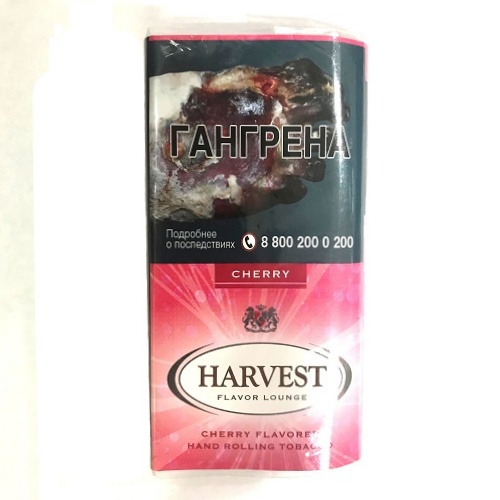 ГАНГРЕНА
Подробнее
о последствиях
8 800 200 0 200
CHERRY
HARVEST
FLAVOR LOUNGE
CHERRY FLAVORED
HAND ROLLING TOBACCO